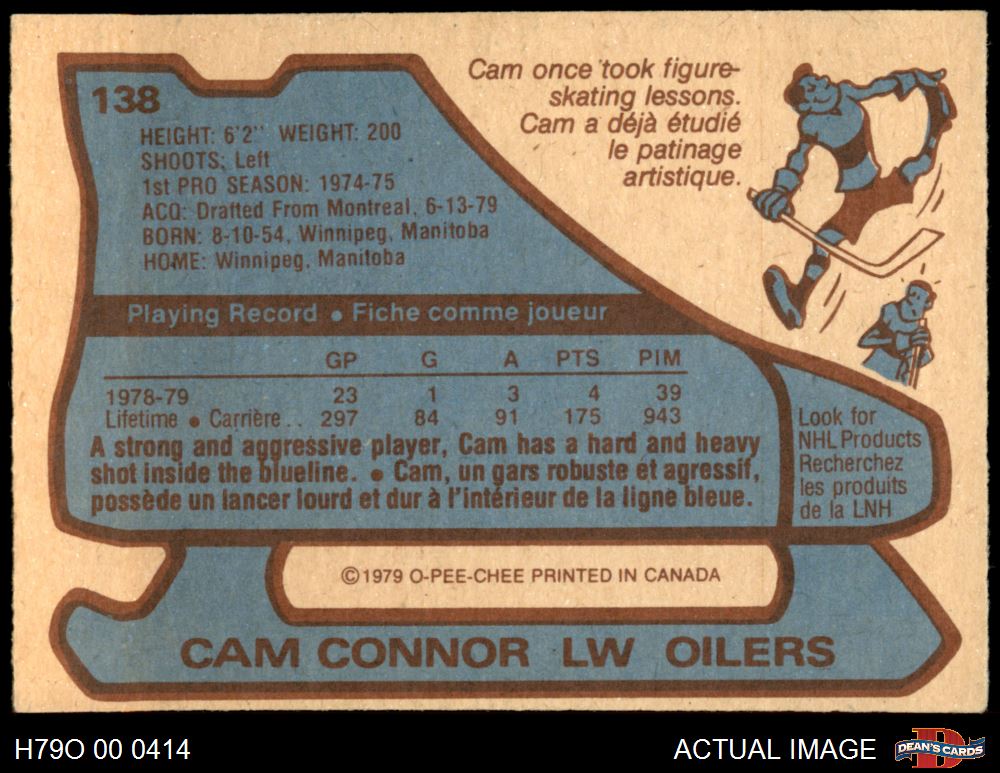 138
HEIGHT: 6'2" WEIGHT: 200
SHOOTS: Left
1st PRO SEASON: 1974-75
ACQ: Drafted From Montreal, 6-13-79
BORN: 8-10-54, Winnipeg, Manitoba
HOME: Winnipeg, Manitoba
Cam once took figure-
skating lessons.
Cam a déjà étudié
le patinage
artistique.
Playing Record • Fiche comme joueur
GP G A PTS PIM
1978-79 23 1 3 4 39
Lifetime • Carrière.. 297 84 91 175 943
A strong and aggressive player, Cam has a hard and heavy
shot inside the blueline. • Cam, un gars robuste et agressif,
possède un lancer lourd et dur à l'intérieur de la ligne bleue.
Look for
NHL Products
Recherchez
les produits
de la LNH
©1979 O-PEE-CHEE PRINTED IN CANADA
CAM CONNOR LW OILERS
H79O 00 0414
ACTUAL IMAGE
DEAN'S CARDS